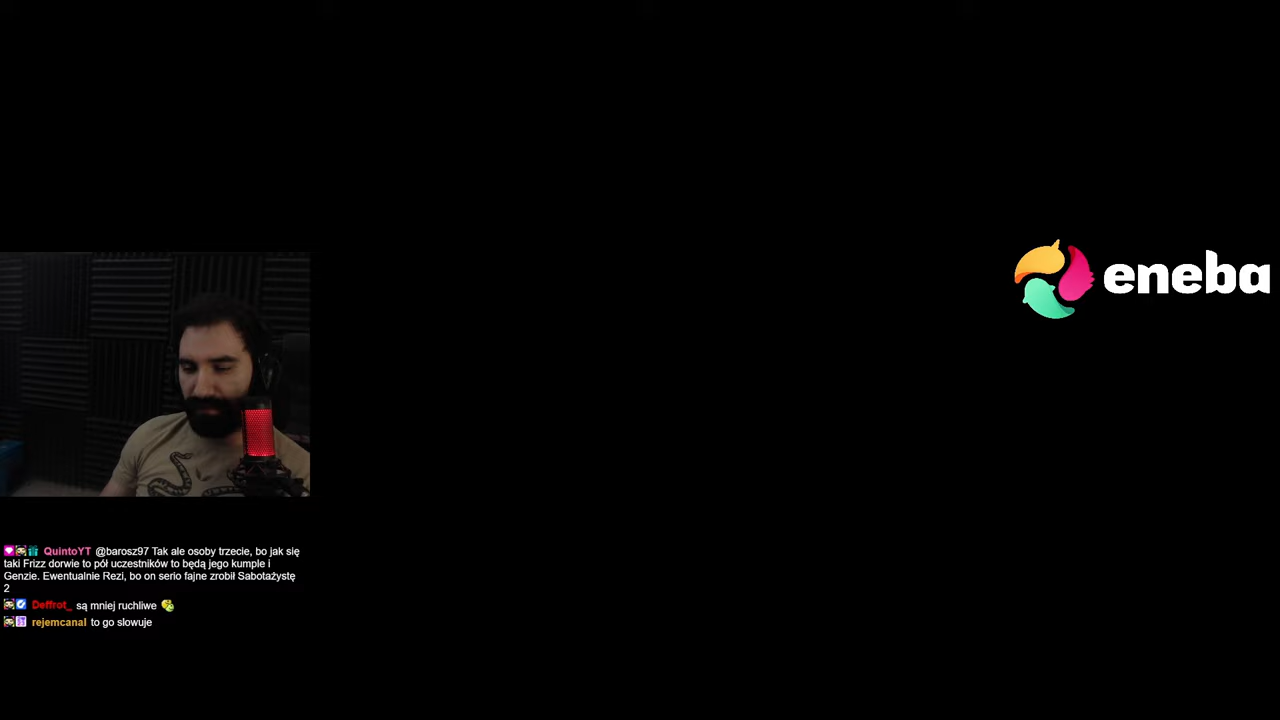 eneba
QuintoYT @barosz97 Tak ale osoby trzecie, bo jak się
taki Frizz dorwie to pół uczestników to będą jego kumple i
Genzie. Ewentualnie Rezi, bo on serio fajne zrobił Sabotażystę
2
Deffrot_ są mniej ruchliwe
rejemcanal to go slowuje